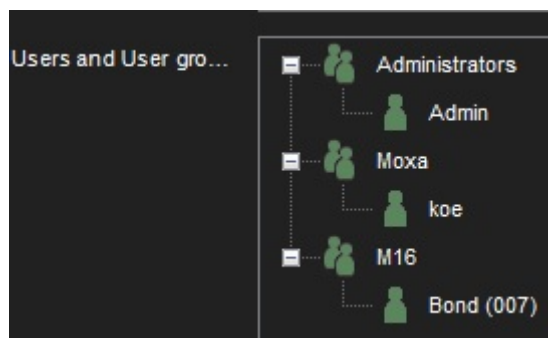 Users and User gro...
Administrators
Admin
Moxa
koe
M16
Bond (007)